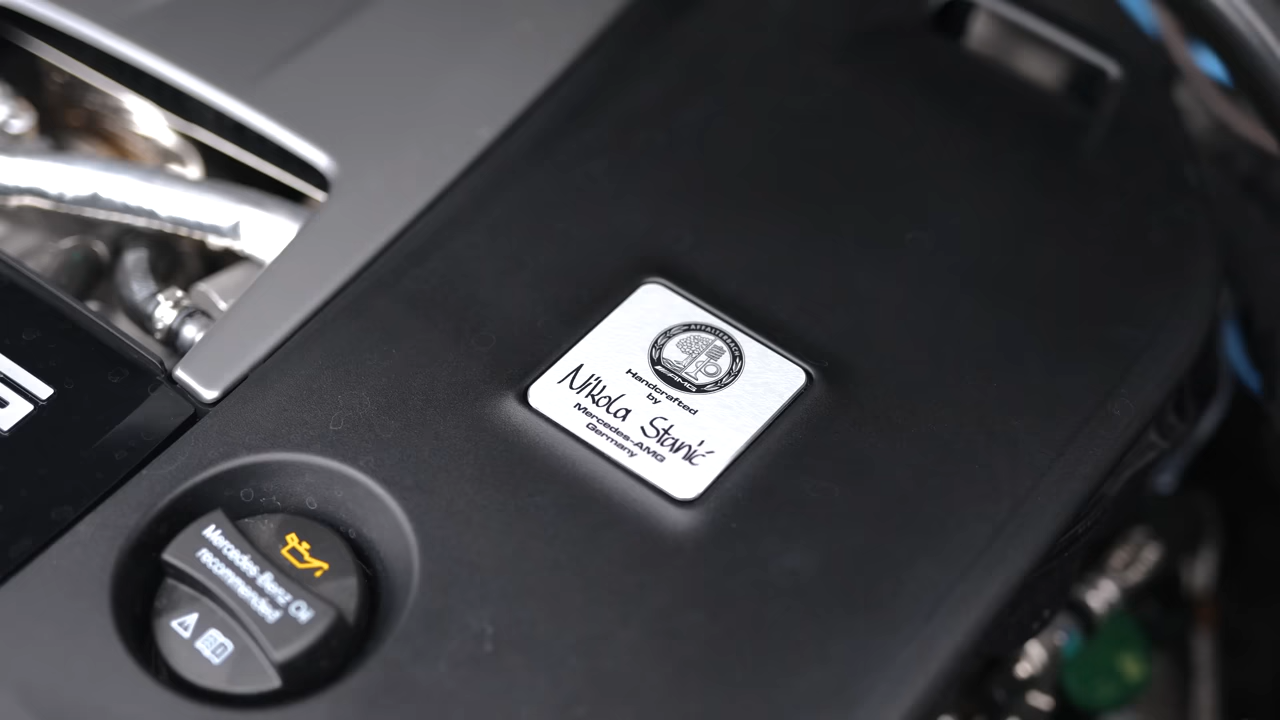 AFFALTERBACH
AMG
Handcrafted
by
Nikola Stanić
Mercedes-AMG
Germany
Mercedes-Benz Oil
recommended